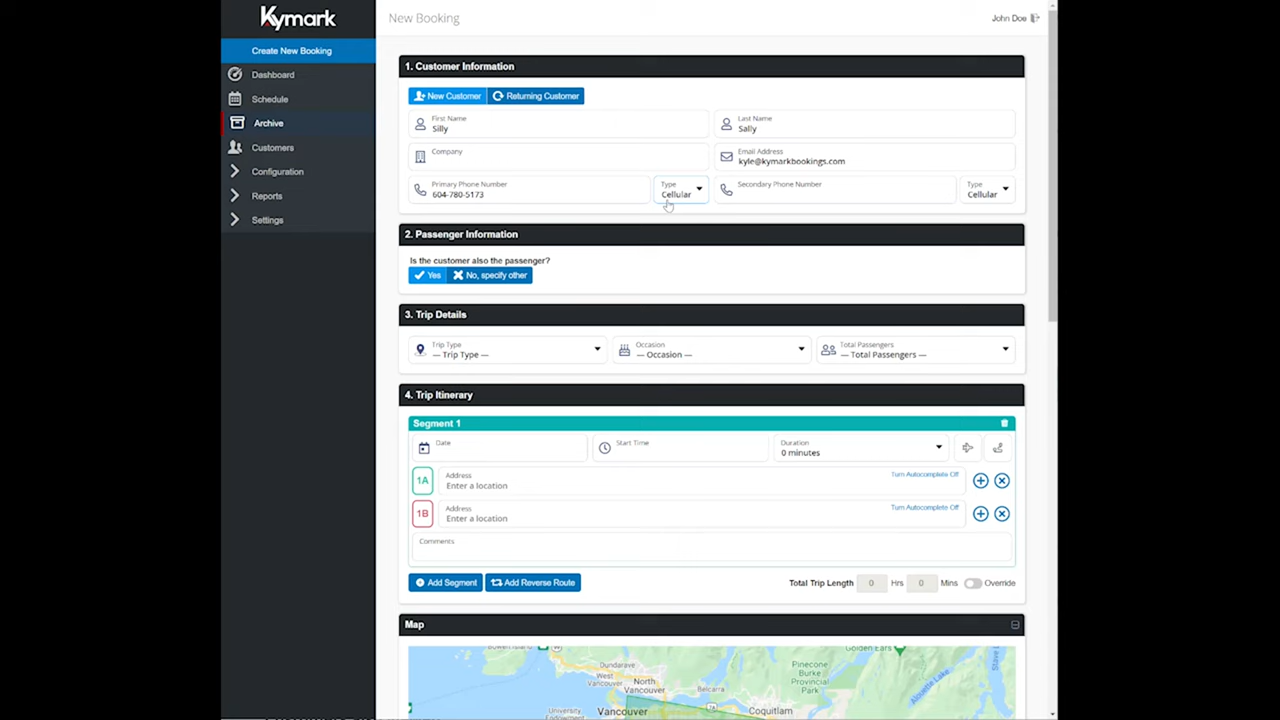 Kymark
New Booking
John Doe
Create New Booking
Dashboard
Schedule
Archive
Customers
Configuration
Reports
Settings
1. Customer Information
New Customer
Returning Customer
First Name
Silly
Last Name
Sally
Company
Email Address
kyle@kymarkbookings.com
Primary Phone Number
604-780-5173
Type
Cellular
Secondary Phone Number
Type
Cellular
2. Passenger Information
Is the customer also the passenger?
Yes
No, specify other
3. Trip Details
Trip Type
— Trip Type —
Occasion
— Occasion —
Total Passengers
— Total Passengers —
4. Trip Itinerary
Segment 1
Date
Start Time
Duration
0 minutes
1A
Address
Enter a location
Turn Autocomplete Off
1B
Address
Enter a location
Turn Autocomplete Off
Comments
Add Segment
Add Reverse Route
Total Trip Length
0
Hrs
0
Mins
Override
Map
Golden Ears
Dundarave
West
Vancouver
North
Vancouver
Belcarra
Pinecone
Burke
Provincial
Park
Alouette Lake
University
Vancouver
Coquitlam